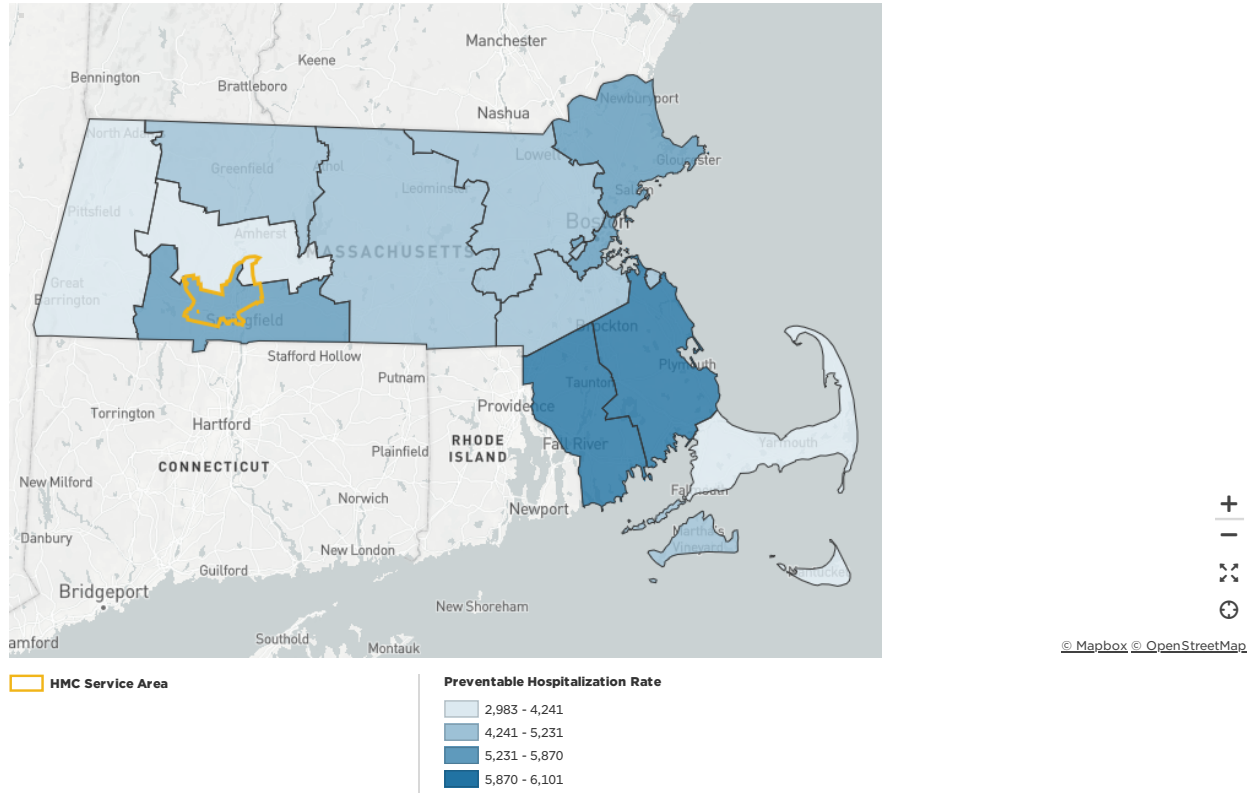 Manchester
Keene
Bennington
Brattleboro
Newburyport
Nashua
North Ada
Lowell
Gloucester
Greenfield
Athol
Leominster
Salem
Pittsfield
Boston
Amherst
MASSACHUSETTS
Great
Barrington
Springfield
Brockton
Stafford Hollow
Plymouth
Putnam
Taunton
Torrington
Providence
Hartford
RHODE
ISLAND
Fall River
Yarmouth
Plainfield
CONNECTICUT
New Milford
Falmouth
Norwich
Newport
Danbury
Martha's
Vineyard
New London
Guilford
Nantucket
Bridgeport
New Shoreham
Southold
amford
Montauk
© Mapbox © OpenStreetMap
HMC Service Area
Preventable Hospitalization Rate
2,983 - 4,241
4,241 - 5,231
5,231 - 5,870
5,870 - 6,101